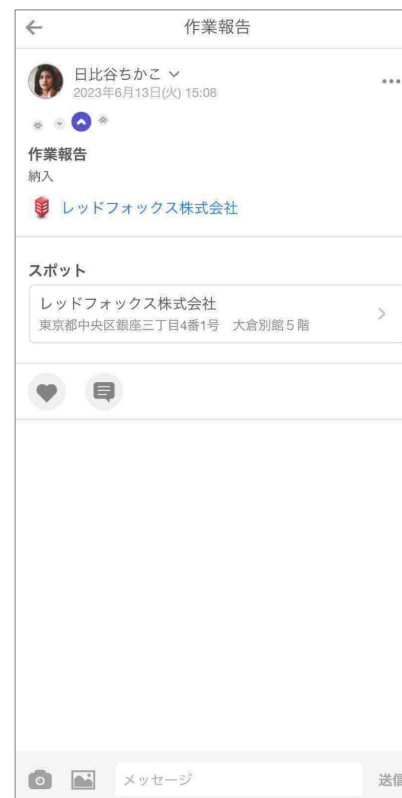 作業報告
日比谷ちかこ
2023年6月13日(火) 15:08
作業報告
納入
レッドフォックス株式会社
スポット
レッドフォックス株式会社
東京都中央区銀座三丁目4番1号　大倉別館５階
メッセージ
送信